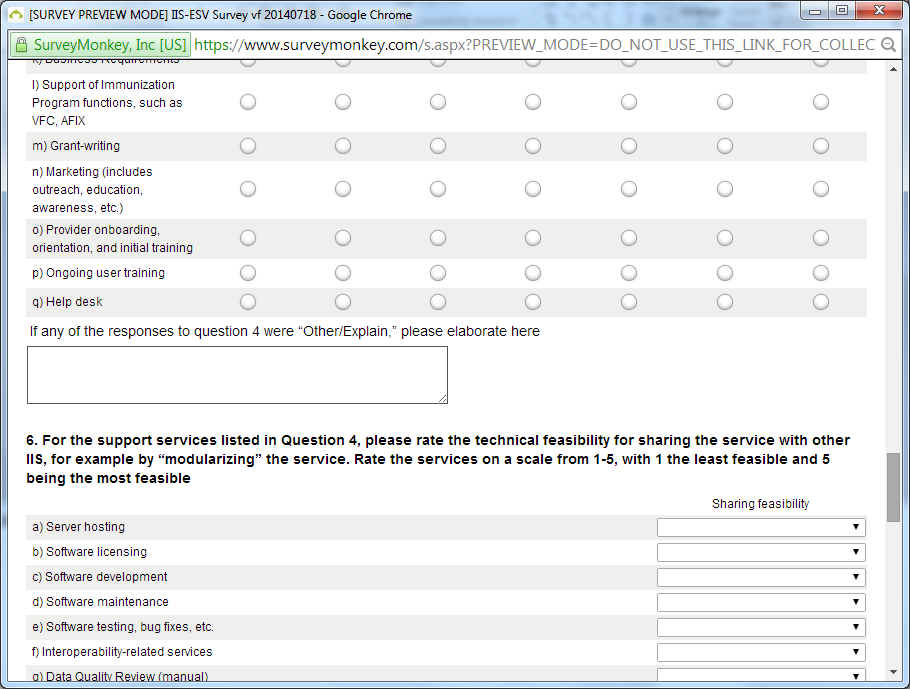 [SURVEY PREVIEW MODE] IIS-ESV Survey vf 20140718 - Google Chrome
SurveyMonkey, Inc [US] https://www.surveymonkey.com/s.aspx?PREVIEW_MODE=DO_NOT_USE_THIS_LINK_FOR_COLLEC
k) Business Requirements
l) Support of Immunization
Program functions, such as
VFC, AFIX
m) Grant-writing
n) Marketing (includes
outreach, education,
awareness, etc.)
o) Provider onboarding,
orientation, and initial training
p) Ongoing user training
q) Help desk
If any of the responses to question 4 were “Other/Explain,” please elaborate here
6. For the support services listed in Question 4, please rate the technical feasibility for sharing the service with other
IIS, for example by “modularizing” the service. Rate the services on a scale from 1-5, with 1 the least feasible and 5
being the most feasible
Sharing feasibility
a) Server hosting
b) Software licensing
c) Software development
d) Software maintenance
e) Software testing, bug fixes, etc.
f) Interoperability-related services
g) Data Quality Review (manual)